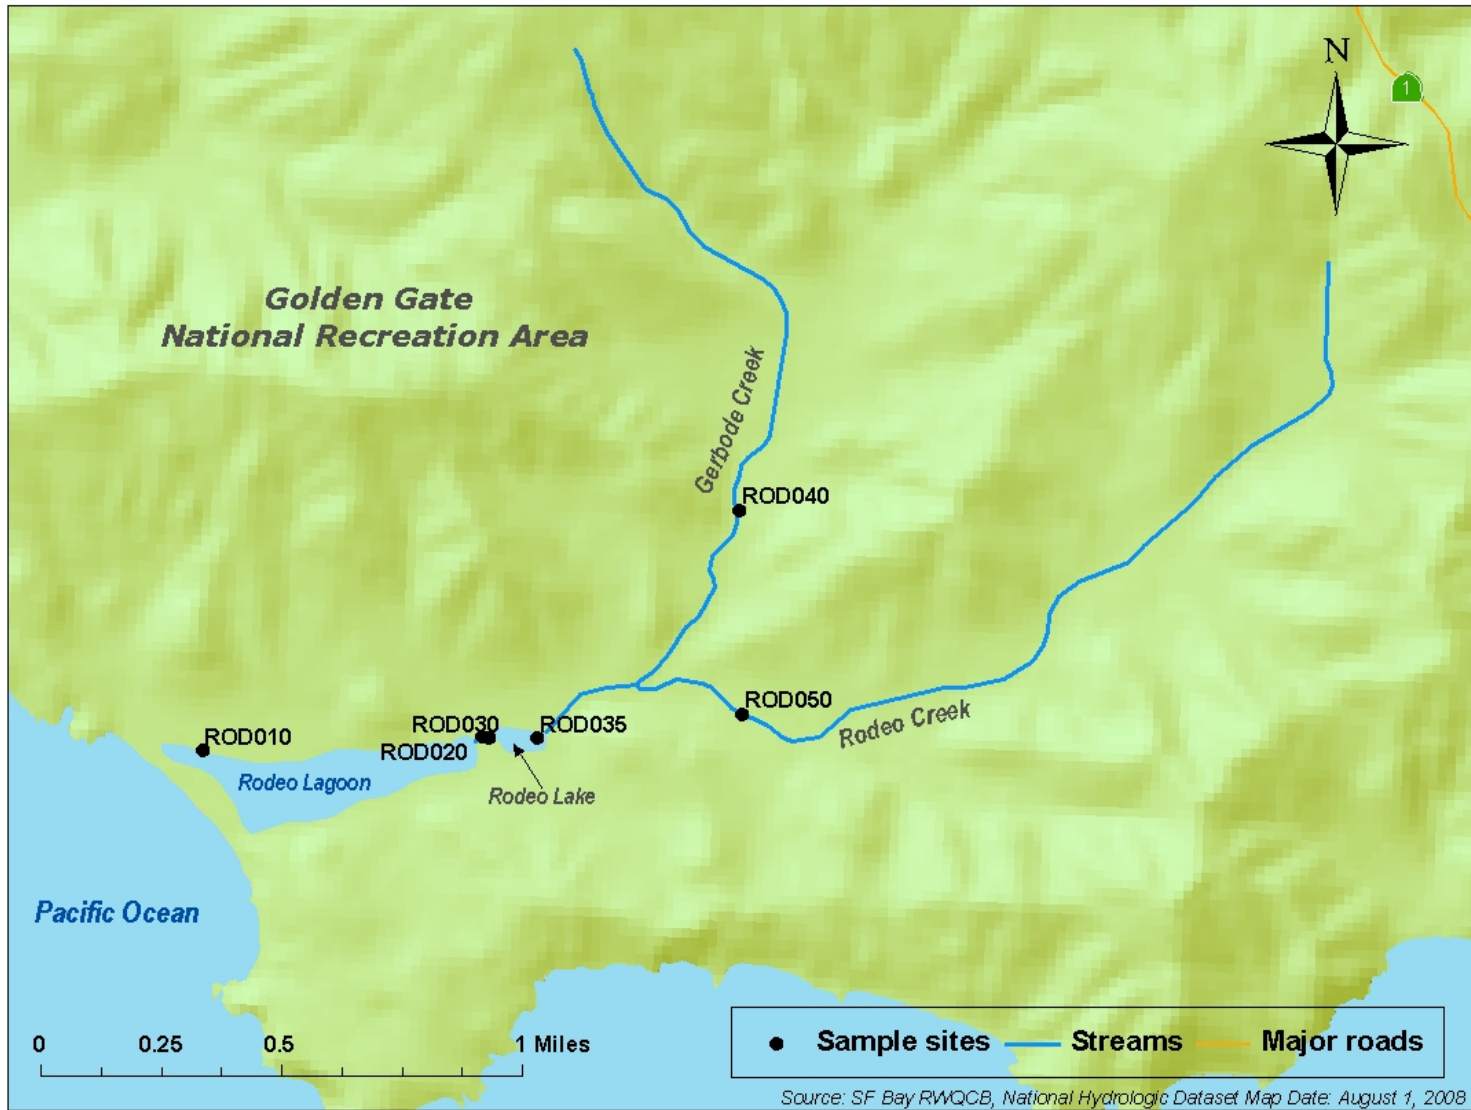 N
1
Golden Gate
National Recreation Area
Gerbode Creek
ROD040
ROD050
Rodeo Creek
ROD010
ROD030
ROD020
ROD035
Rodeo Lagoon
Rodeo Lake
Pacific Ocean
0 0.25 0.5 1 Miles
Sample sites Streams Major roads
Source: SF Bay RWQCB, National Hydrologic Dataset Map Date: August 1, 2008